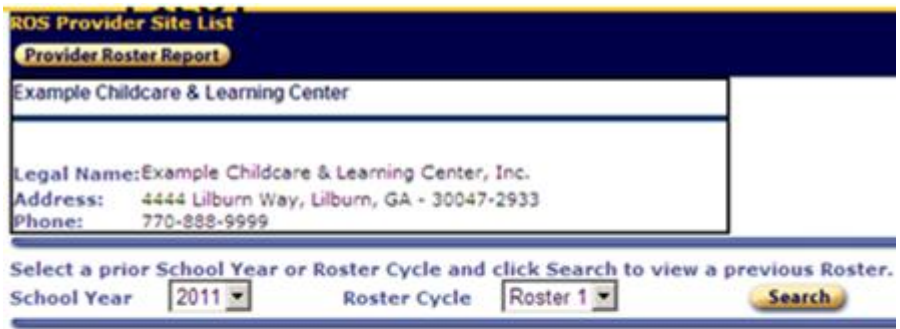 ROS Provider Site List
Provider Roster Report
Example Childcare & Learning Center
Legal Name:Example Childcare & Learning Center, Inc.
Address: 4444 Lilburn Way, Lilburn, GA - 30047-2933
Phone: 770-888-9999
Select a prior School Year or Roster Cycle and click Search to view a previous Roster.
School Year 2011 Roster Cycle Roster 1 Search